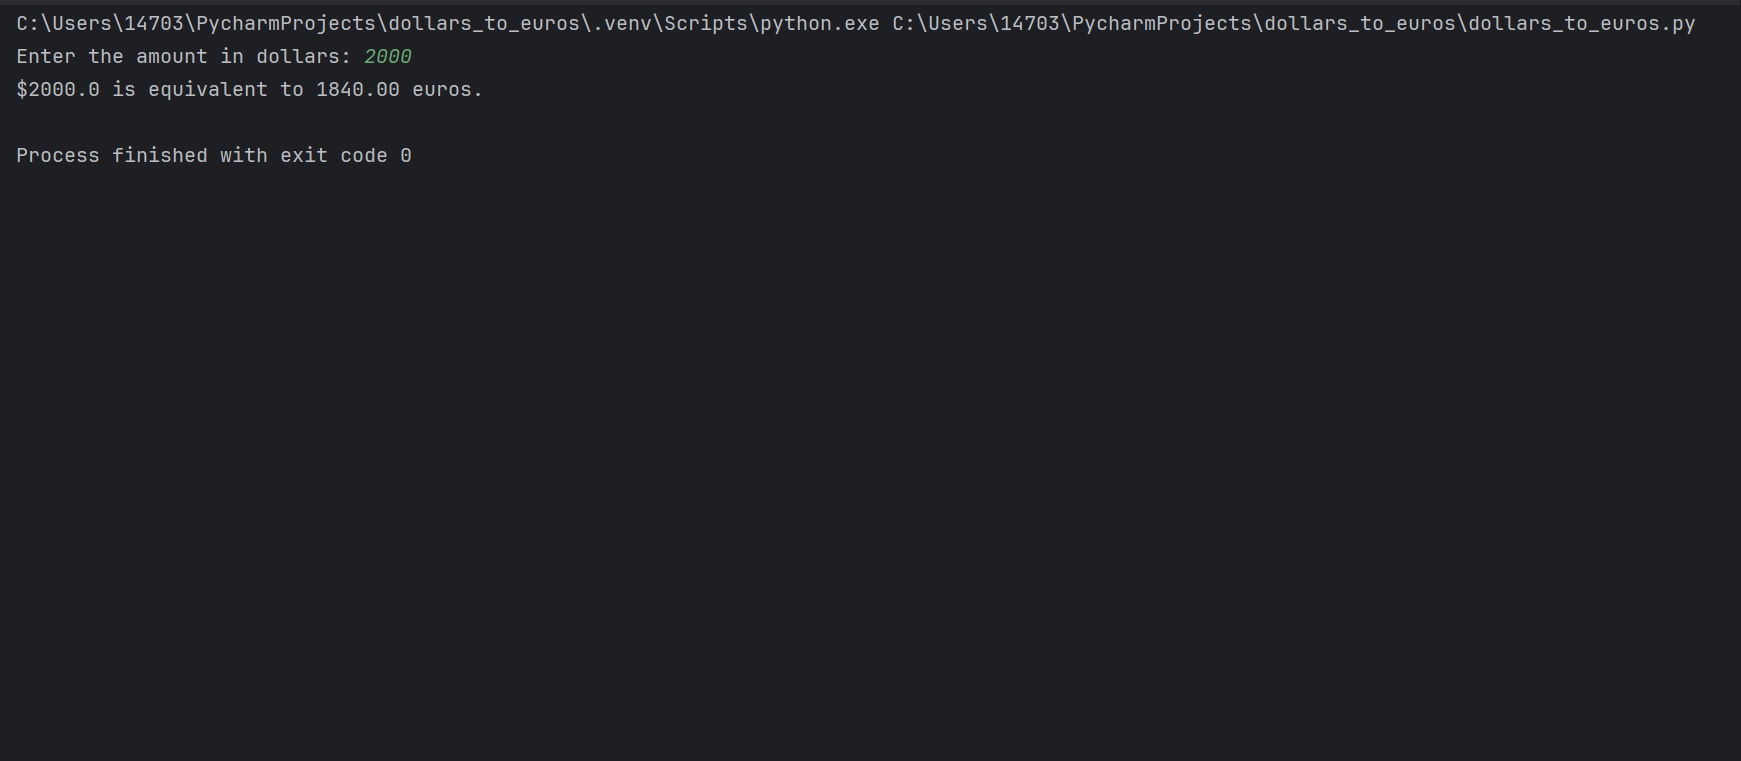 C:\Users\14703\PycharmProjects\dollars_to_euros\.venv\Scripts\python.exe C:\Users\14703\PycharmProjects\dollars_to_euros\dollars_to_euros.py
Enter the amount in dollars: 2000
$2000.0 is equivalent to 1840.00 euros.
Process finished with exit code 0